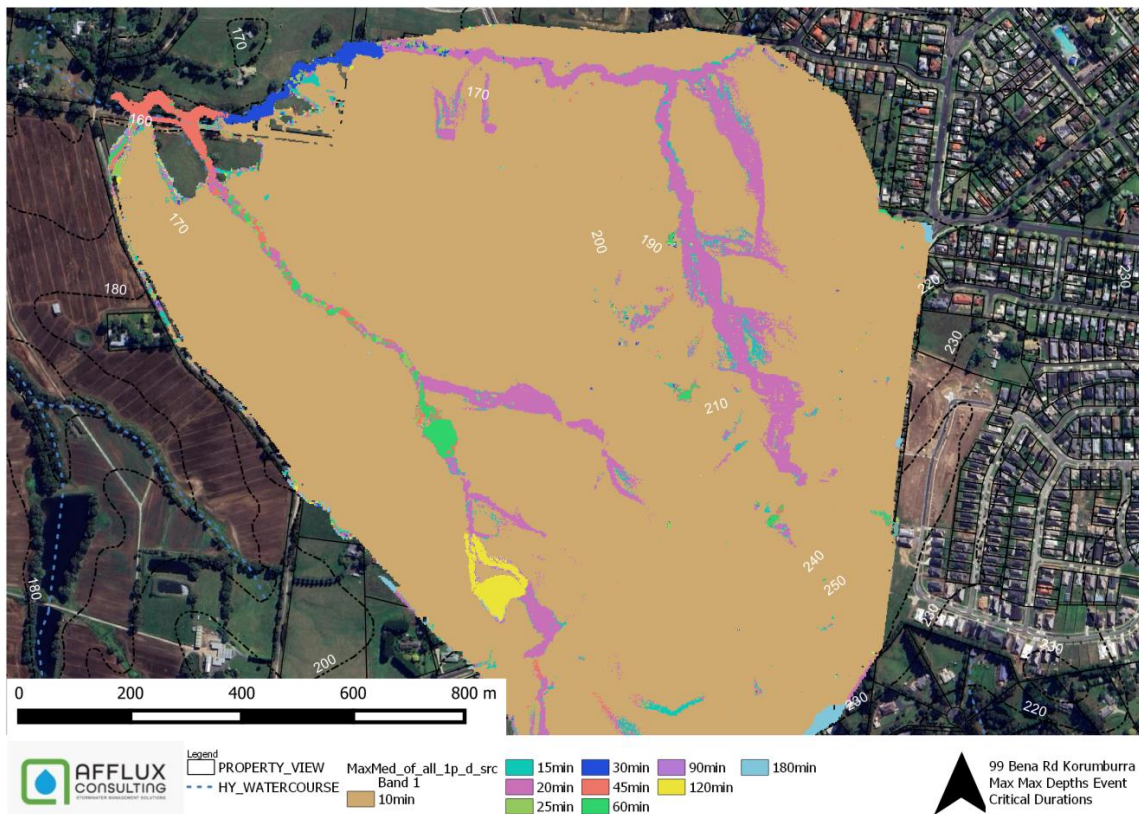 170
160
170
170
180
190
200
220
230
230
210
240
250
230
180
200
230
220
0 200 400 600 800 m
AFFLUX
CONSULTING
STORMWATER MANAGEMENT SOLUTIONS
Legend
PROPERTY_VIEW
HY_WATERCOURSE
MaxMed_of_all_1p_d_src
Band 1
10min
15min
20min
25min
30min
45min
60min
90min
120min
180min
99 Bena Rd Korumburra
Max Max Depths Event
Critical Durations